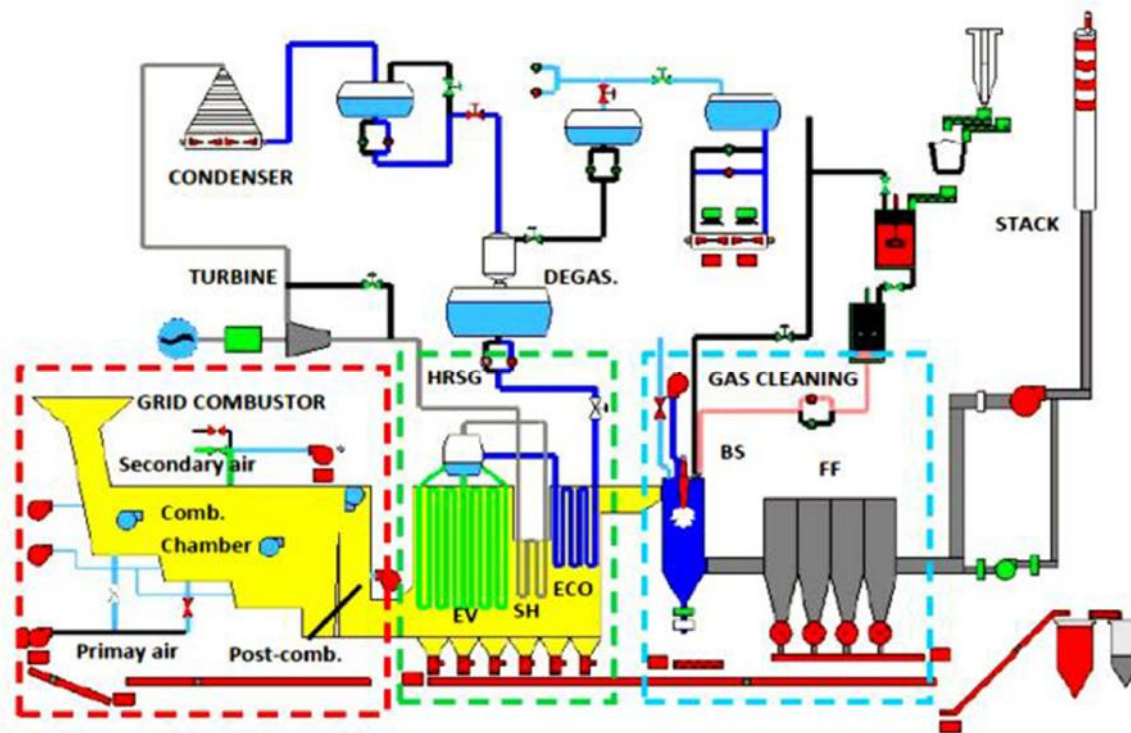 CONDENSER
STACK
TURBINE
DEGAS.
HRSG
GAS CLEANING
GRID COMBUSTOR
Secondary air
BS
FF
Comb.
Chamber
EV
SH
ECO
Primay air
Post-comb.